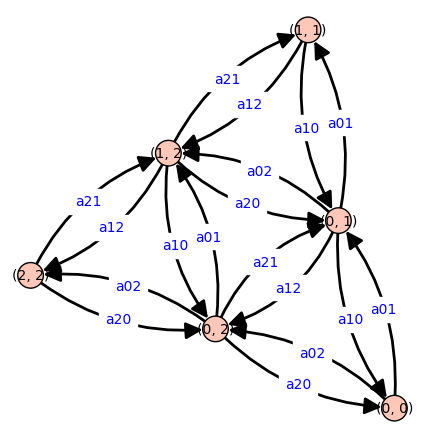 (1, 1)
a21
a12
a10
a01
(1, 2)
a02
a20
a21
a12
(0, 1)
a10
a01
a21
(2, 2)
a02
a12
a20
a01
a10
(0, 2)
a02
a20
(0, 0)